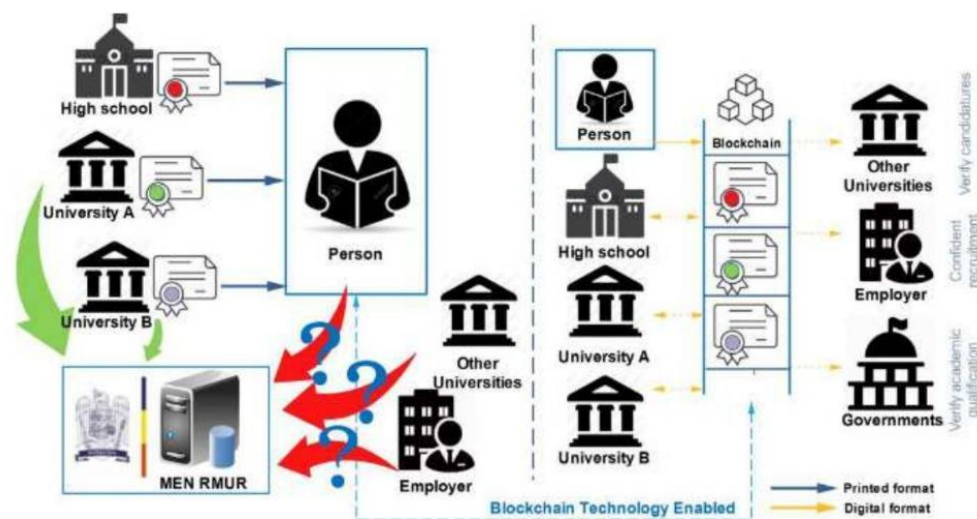 High school
University A
University B
Person
Other
Universities
Employer
MEN RMUR
Person
High school
University A
University B
Blockchain
Other
Universities
Employer
Governments
Verify candidatures
Confident
recruitment
Verify academic
qualification
Blockchain Technology Enabled
Printed format
Digital format
?
?
?